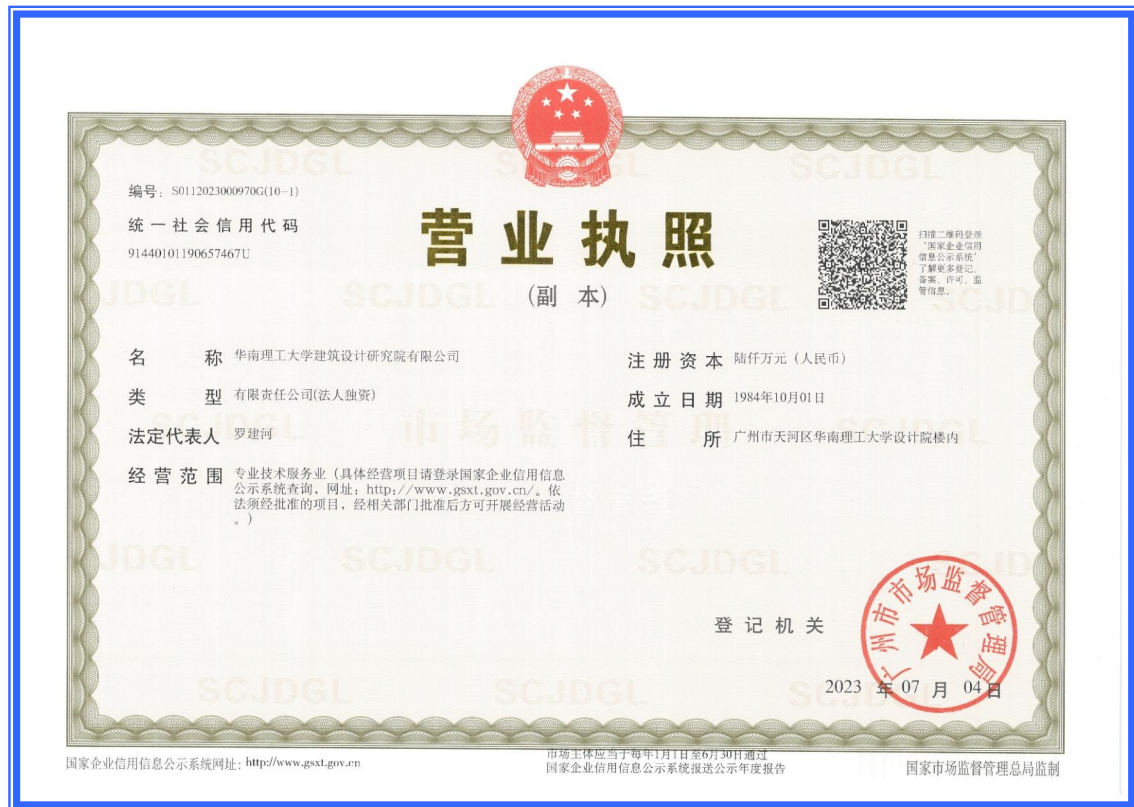 编号: S0112023000970G(10-1)
统一社会信用代码
91440101190657467U
营业执照
(副 本)
扫描二维码登录
‘国家企业信用
信息公示系统’
了解更多登记、
备案、许可、监
管信息。
名 称 华南理工大学建筑设计研究院有限公司
类 型 有限责任公司(法人独资)
法定代表人 罗建河
经营范围 专业技术服务业（具体经营项目请登录国家企业信用信息
公示系统查询，网址：http://www.gsxt.gov.cn/。依
法须经批准的项目，经相关部门批准后方可开展经营活动
。）
注册资本 陆仟万元（人民币）
成立日期 1984年10月01日
住 所 广州市天河区华南理工大学设计院楼内
登记机关
广州市市场监督管理局
2023 年 07 月 04 日
国家企业信用信息公示系统网址: http://www.gsxt.gov.cn
市场主体应当于每年1月1日至6月30日通过
国家企业信用信息公示系统报送公示年度报告
国家市场监督管理总局监制
SCJDGL
市场监督管理